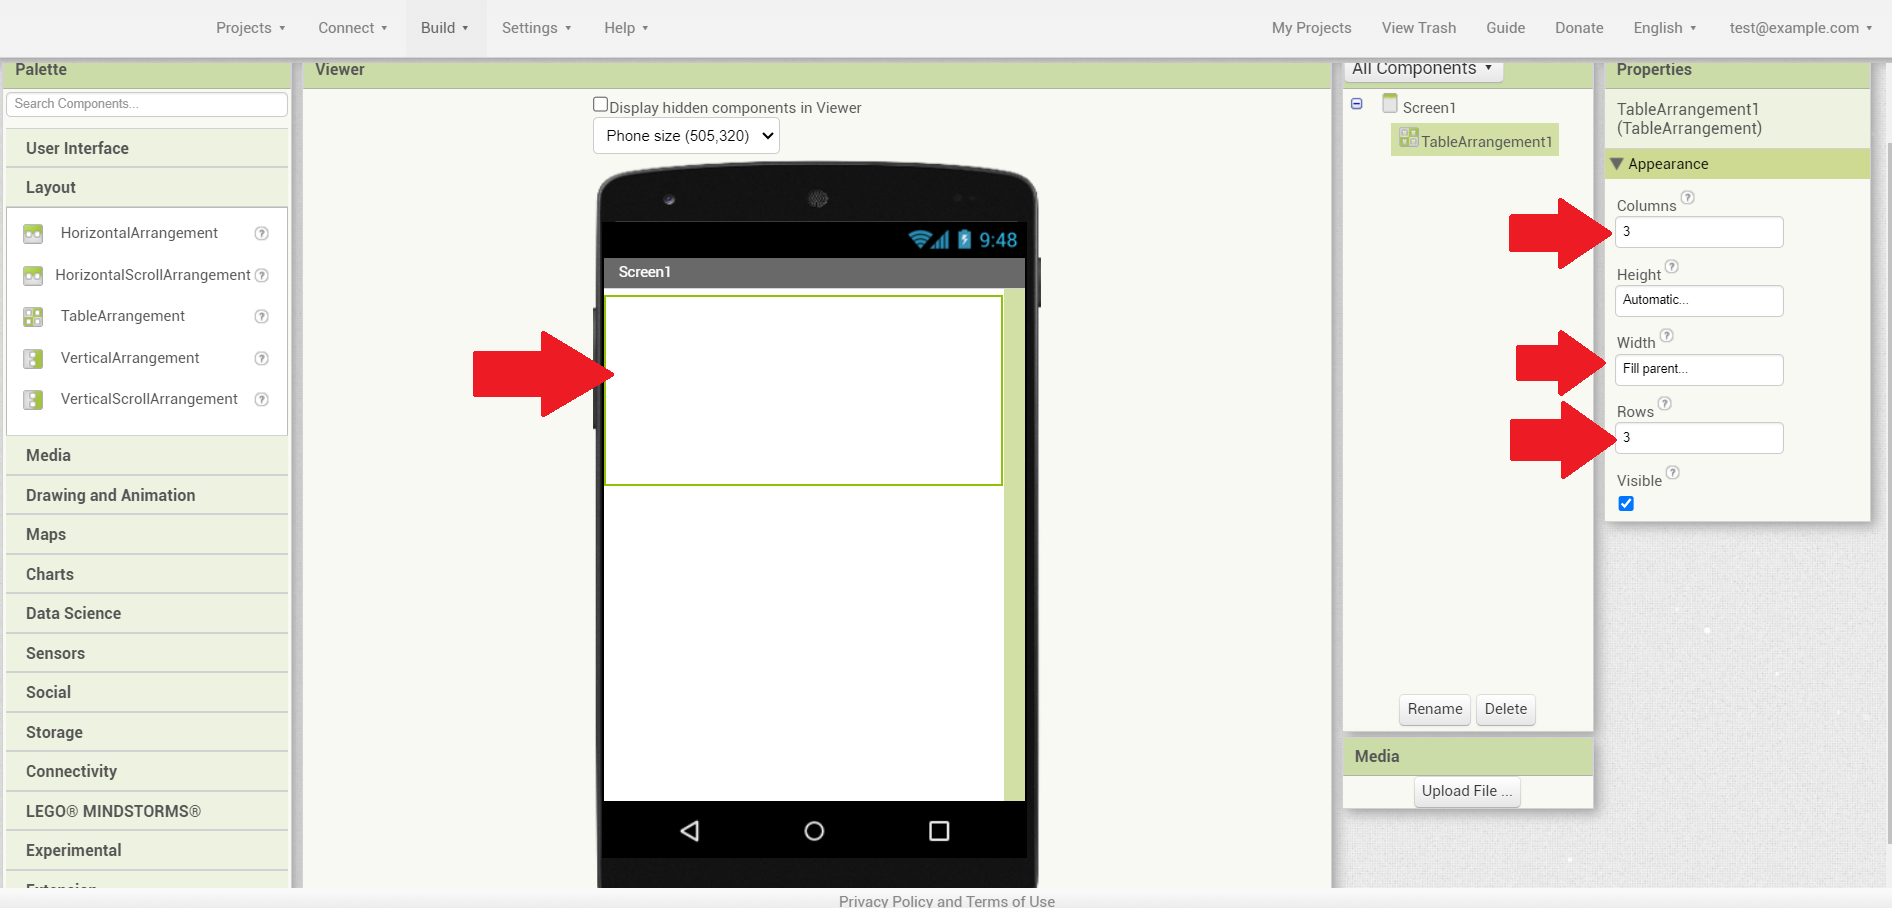 Projects Connect Build Settings Help My Projects View Trash Guide Donate English test@example.com
Palette
Search Components...
User Interface
Layout
HorizontalArrangement
HorizontalScrollArrangement
TableArrangement
VerticalArrangement
VerticalScrollArrangement
Media
Drawing and Animation
Maps
Charts
Data Science
Sensors
Social
Storage
Connectivity
LEGO® MINDSTORMS®
Experimental
Extension
Viewer
Display hidden components in Viewer
Phone size (505,320)
9:48
Screen1
All Components
Screen1
TableArrangement1
Rename Delete
Media
Upload File ...
Properties
TableArrangement1
(TableArrangement)
Appearance
Columns ?
3
Height ?
Automatic...
Width ?
Fill parent...
Rows ?
3
Visible ?
Privacy Policy and Terms of Use